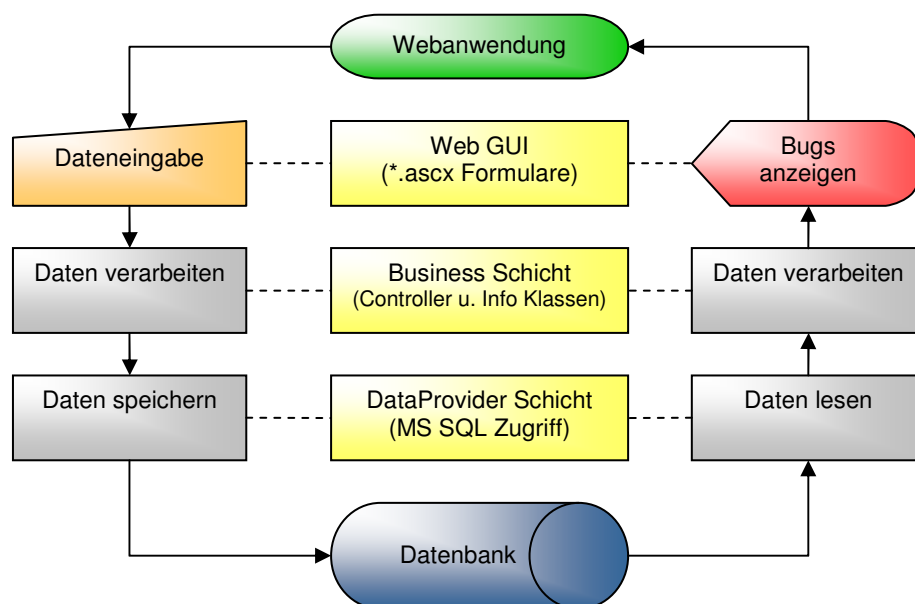 Webanwendung
Dateneingabe
Web GUI
(*.ascx Formulare)
Bugs
anzeigen
Daten verarbeiten
Business Schicht
(Controller u. Info Klassen)
Daten verarbeiten
Daten speichern
DataProvider Schicht
(MS SQL Zugriff)
Daten lesen
Datenbank